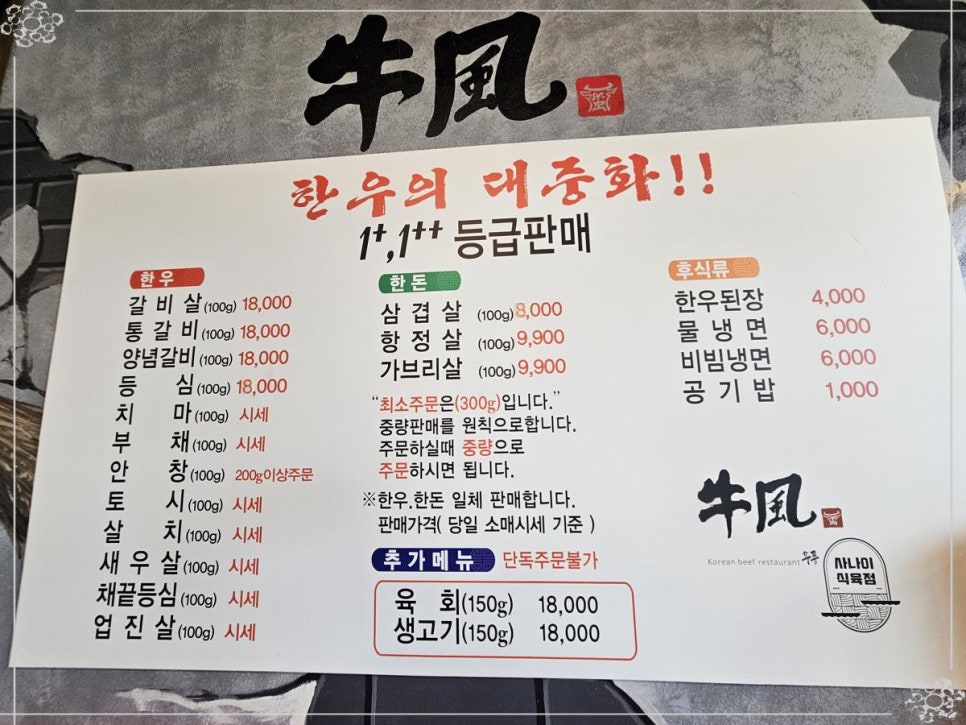 牛風
한우의 대중화!!
1+,1++ 등급판매
한우
갈비살(100g) 18,000
통갈비(100g) 18,000
양념갈비(100g) 18,000
등심(100g) 18,000
치마(100g) 시세
부채(100g) 시세
안창(100g) 200g이상주문
토시(100g) 시세
살치(100g) 시세
새우살(100g) 시세
채끝등심(100g) 시세
업진살(100g) 시세
한돈
삼겹살(100g) 8,000
항정살(100g) 9,900
가브리살(100g) 9,900
“최소주문은(300g)입니다.”
중량판매를 원칙으로합니다.
주문하실때 중량으로
주문하시면 됩니다.
※한우.한돈 일체 판매합니다.
판매가격( 당일 소매시세 기준 )
추가메뉴 단독주문불가
육회(150g) 18,000
생고기(150g) 18,000
후식류
한우된장 4,000
물냉면 6,000
비빔냉면 6,000
공기밥 1,000
牛風
Korean beef restaurant 우풍
사나이
식육점